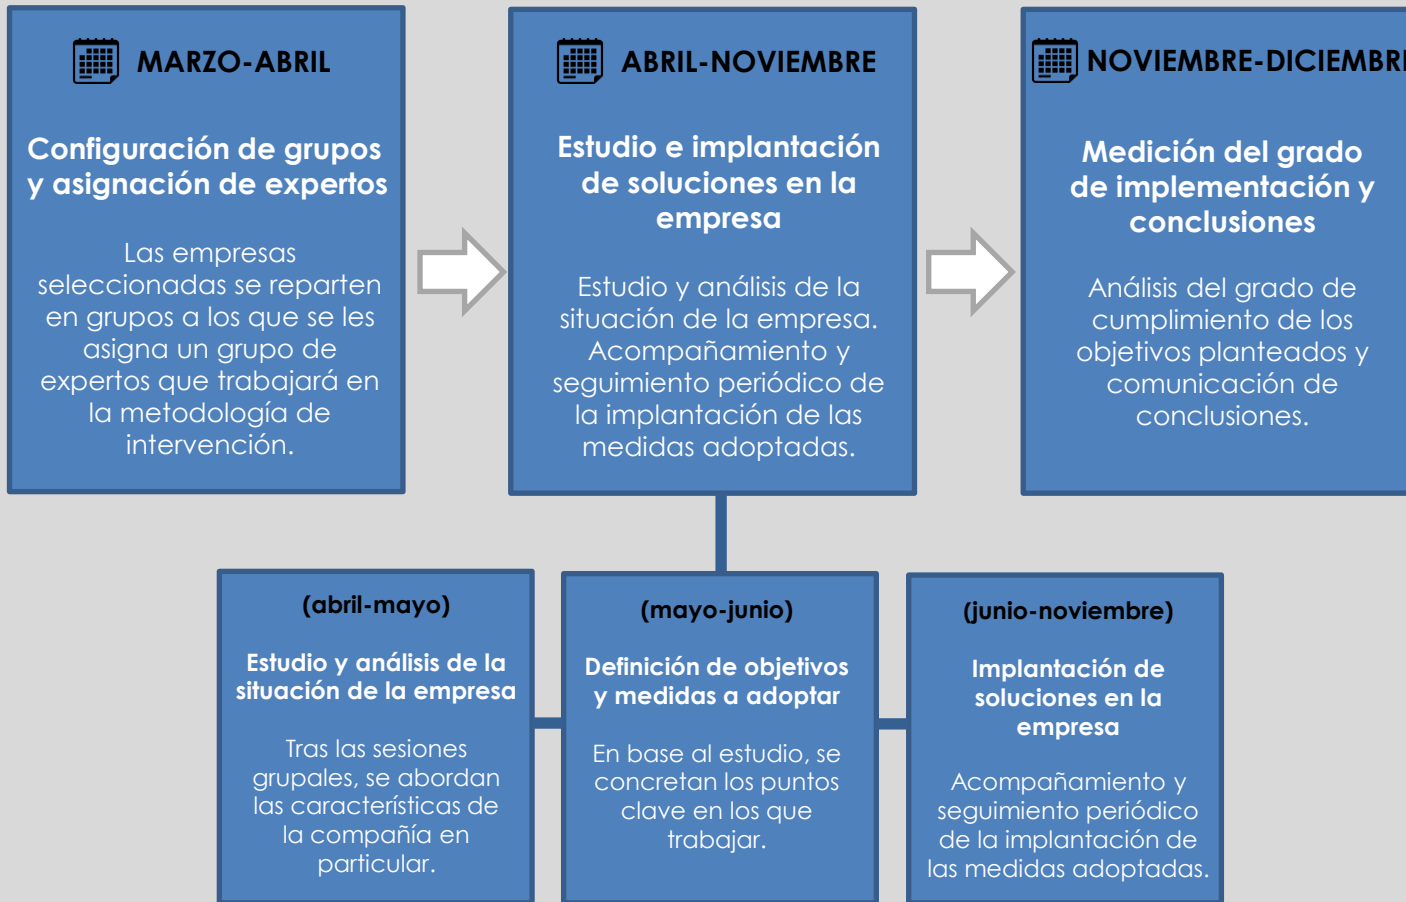 MARZO-ABRIL
Configuración de grupos
y asignación de expertos
Las empresas
seleccionadas se reparten
en grupos a los que se les
asigna un grupo de
expertos que trabajará en
la metodología de
intervención.
ABRIL-NOVIEMBRE
Estudio e implantación
de soluciones en la
empresa
Estudio y análisis de la
situación de la empresa.
Acompañamiento y
seguimiento periódico de
la implantación de las
medidas adoptadas.
NOVIEMBRE-DICIEMBRE
Medición del grado
de implementación y
conclusiones
Análisis del grado de
cumplimiento de los
objetivos planteados y
comunicación de
conclusiones.
(abril-mayo)
Estudio y análisis de la
situación de la empresa
Tras las sesiones
grupales, se abordan
las características de
la compañía en
particular.
(mayo-junio)
Definición de objetivos
y medidas a adoptar
En base al estudio, se
concretan los puntos
clave en los que
trabajar.
(junio-noviembre)
Implantación de
soluciones en la
empresa
Acompañamiento y
seguimiento periódico
de la implantación de
las medidas adoptadas.